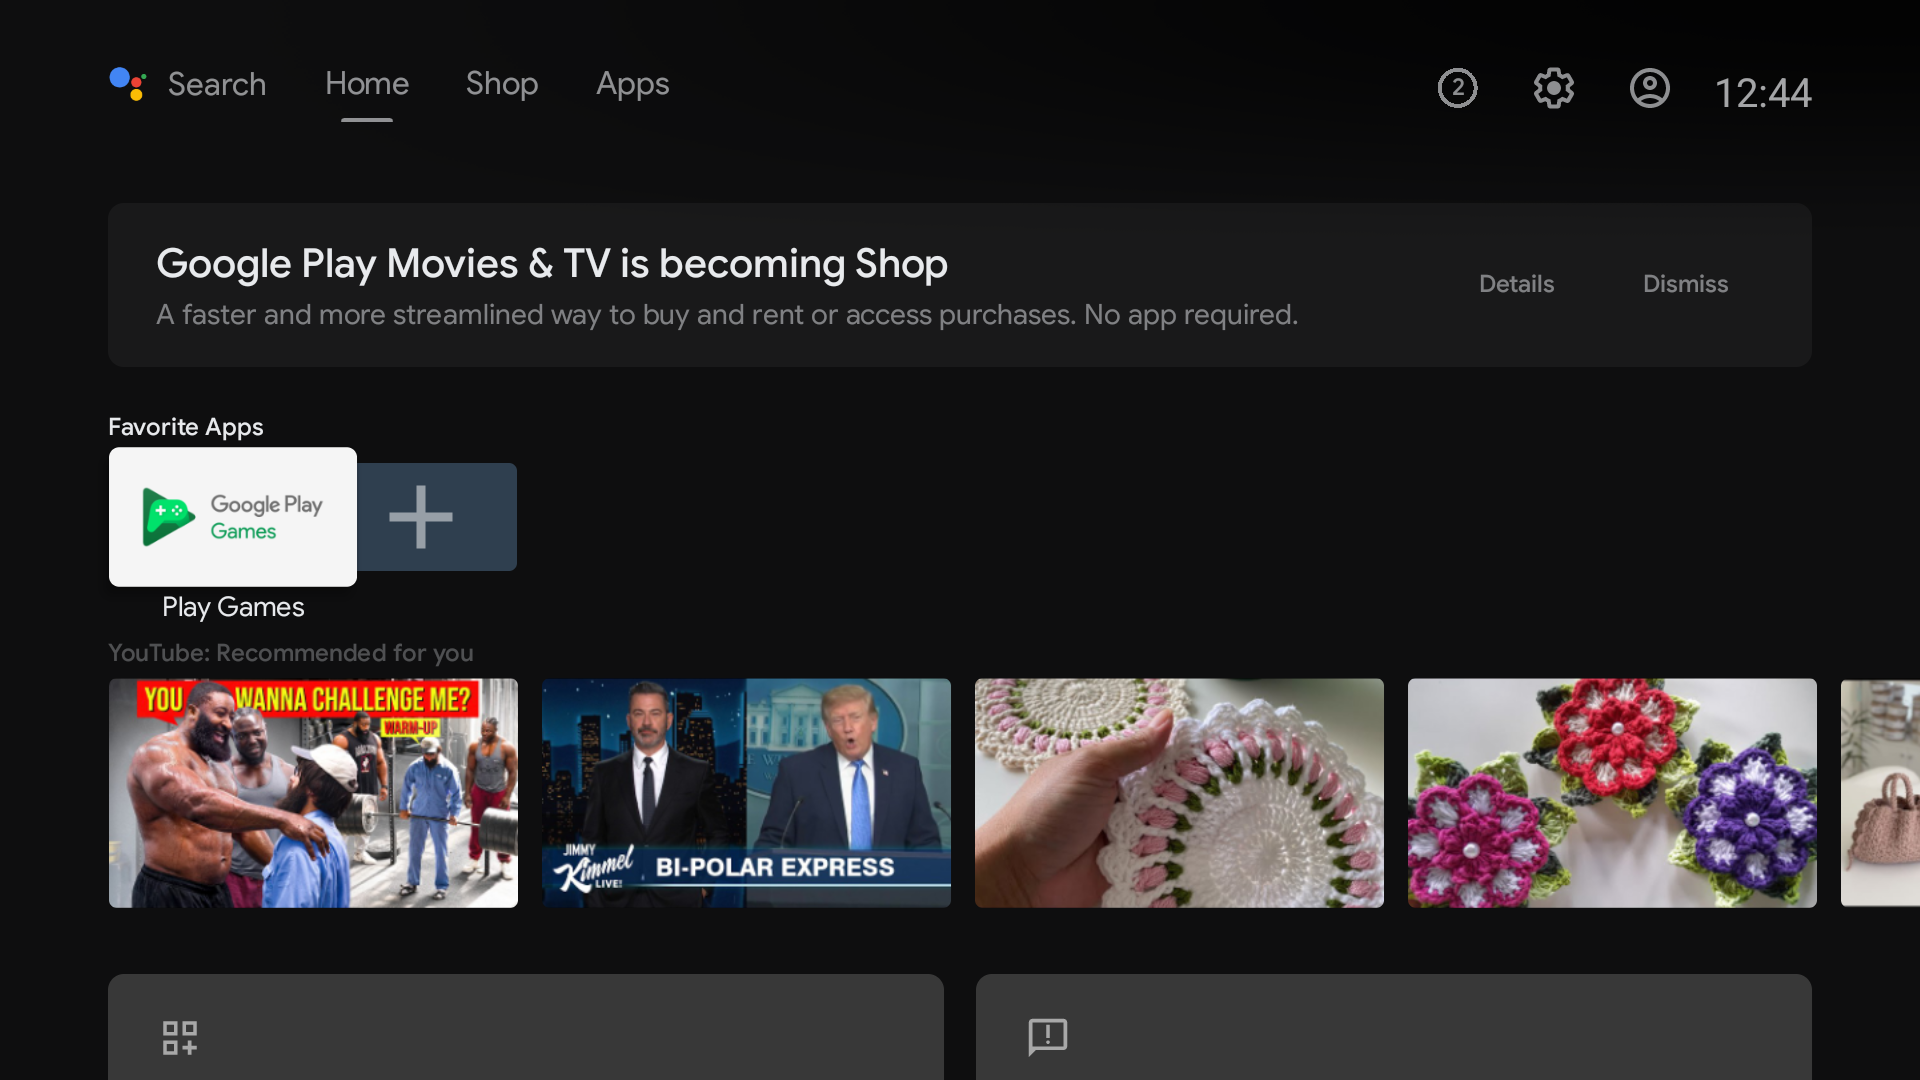 Search
Home
Shop
Apps
2
12:44
Google Play Movies & TV is becoming Shop
A faster and more streamlined way to buy and rent or access purchases. No app required.
Details
Dismiss
Favorite Apps
Google Play
Games
Play Games
YouTube: Recommended for you
YOU WANNA CHALLENGE ME?
WARM-UP
JIMMY
Kimmel
LIVE!
BI-POLAR EXPRESS